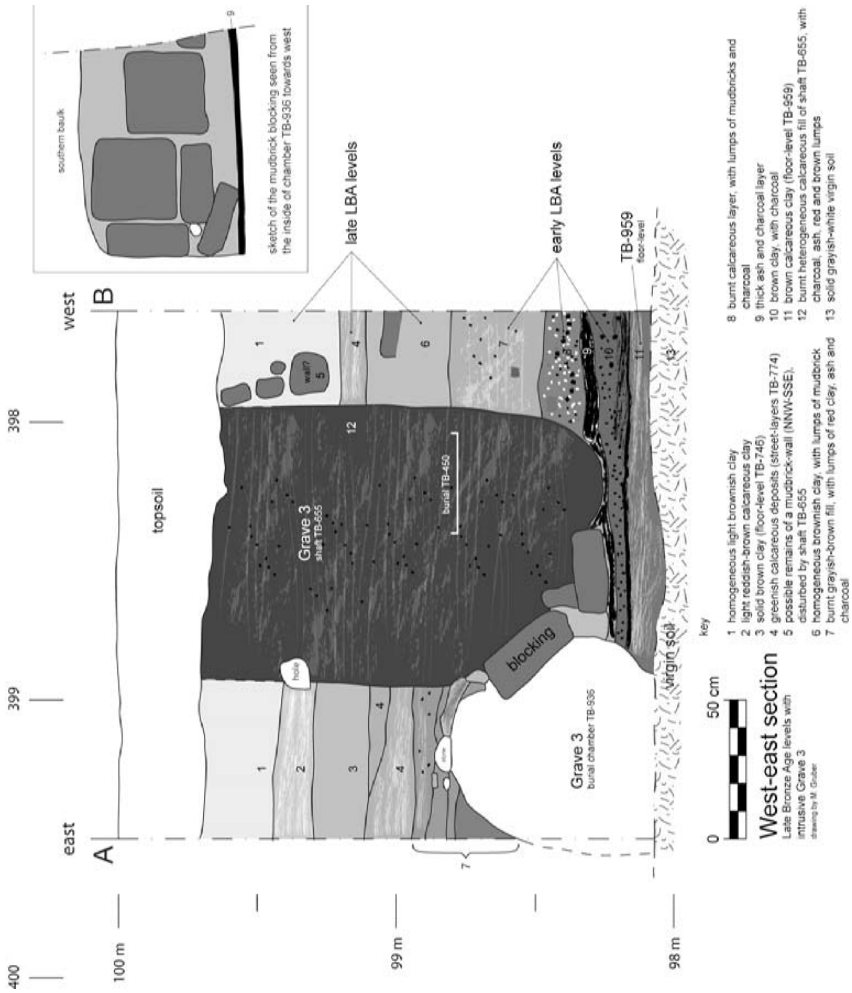 400
399
398
east
west
A
B
100 m
99 m
98 m
topsoil
southern baulk
9
sketch of the mudbrick blocking seen from
the inside of chamber TB-936 towards west
late LBA levels
early LBA levels
TB-959
floor-level
1
2
3
4
4
7
hole
stone
Grave 3
shaft TB-655
12
burial TB-450
blocking
Grave 3
burial chamber TB-936
virgin soil
1
wall?
5
4
6
7
8
9
10
11
13
0
50 cm
West-east section
Late Bronze Age levels with
intrusive Grave 3
drawing by M. Gruber
key
1 homogeneous light brownish clay
2 light reddish-brown calcareous clay
3 solid brown clay (floor-level TB-746)
4 greenish calcareous deposits (street-layers TB-774)
5 possible remains of a mudbrick-wall (NNW-SSE),
disturbed by shaft TB-655
6 homogeneous brownish clay, with lumps of mudbrick
7 burnt grayish-brown fill, with lumps of red clay, ash and
charcoal
8 burnt calcareous layer, with lumps of mudbricks and
charcoal
9 thick ash and charcoal layer
10 brown clay, with charcoal
11 brown calcareous clay (floor-level TB-959)
12 burnt heterogeneous calcareous fill of shaft TB-655, with
charcoal, ash, red and brown lumps
13 solid grayish-white virgin soil